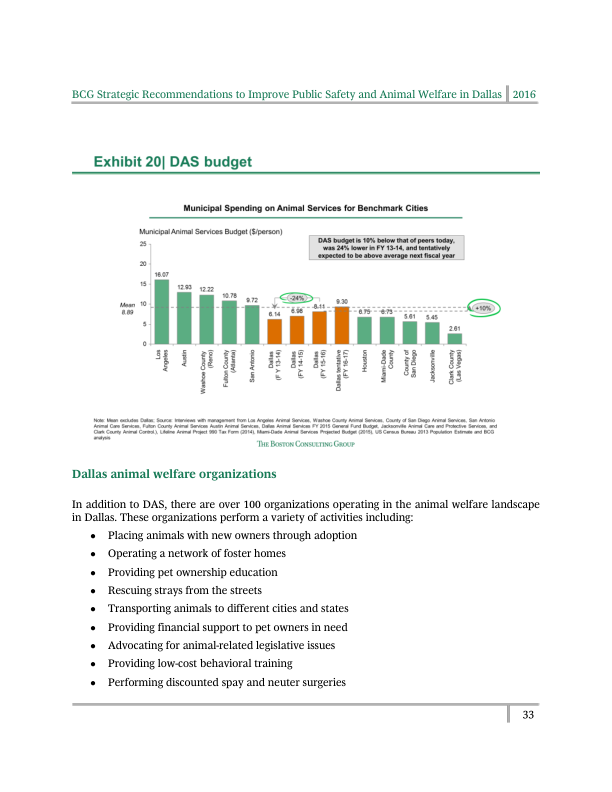 BCG Strategic Recommendations to Improve Public Safety and Animal Welfare in Dallas 2016
Exhibit 20| DAS budget
Municipal Spending on Animal Services for Benchmark Cities
Municipal Animal Services Budget ($/person)
DAS budget is 10% below that of peers today,
was 24% lower in FY 13-14, and tentatively
expected to be above average next fiscal year
25
20
15
10
5
0
Mean
8.89
16.07
12.93
12.22
10.78
9.72
6.14
6.98
8.11
9.30
6.75
6.73
5.61
5.45
2.61
-24%
+10%
Los
Angeles
Austin
Washoe County
(Reno)
Fulton County
(Atlanta)
San Antonio
Dallas
(F Y 13-14)
Dallas
(FY 14-15)
Dallas
(FY 15-16)
Dallas tentative
(FY 16-17)
Houston
Miami-Dade
County
County of
San Diego
Jacksonville
Clark County
(Las Vegas)
Note: Mean excludes Dallas; Source: Interviews with management from Los Angeles Animal Services, Washoe County Animal Services, County of San Diego Animal Services, San Antonio
Animal Care Services, Fulton County Animal Services Austin Animal Services, Dallas Animal Services FY 2015 General Fund Budget, Jacksonville Animal Care and Protective Services, and
Clark County Animal Control.), Lifeline Animal Project 990 Tax Form (2014), Miami-Dade Animal Services Projected Budget (2015), US Census Bureau 2013 Population Estimate and BCG
analysis
THE BOSTON CONSULTING GROUP
Dallas animal welfare organizations
In addition to DAS, there are over 100 organizations operating in the animal welfare landscape
in Dallas. These organizations perform a variety of activities including:
• Placing animals with new owners through adoption
• Operating a network of foster homes
• Providing pet ownership education
• Rescuing strays from the streets
• Transporting animals to different cities and states
• Providing financial support to pet owners in need
• Advocating for animal-related legislative issues
• Providing low-cost behavioral training
• Performing discounted spay and neuter surgeries
33